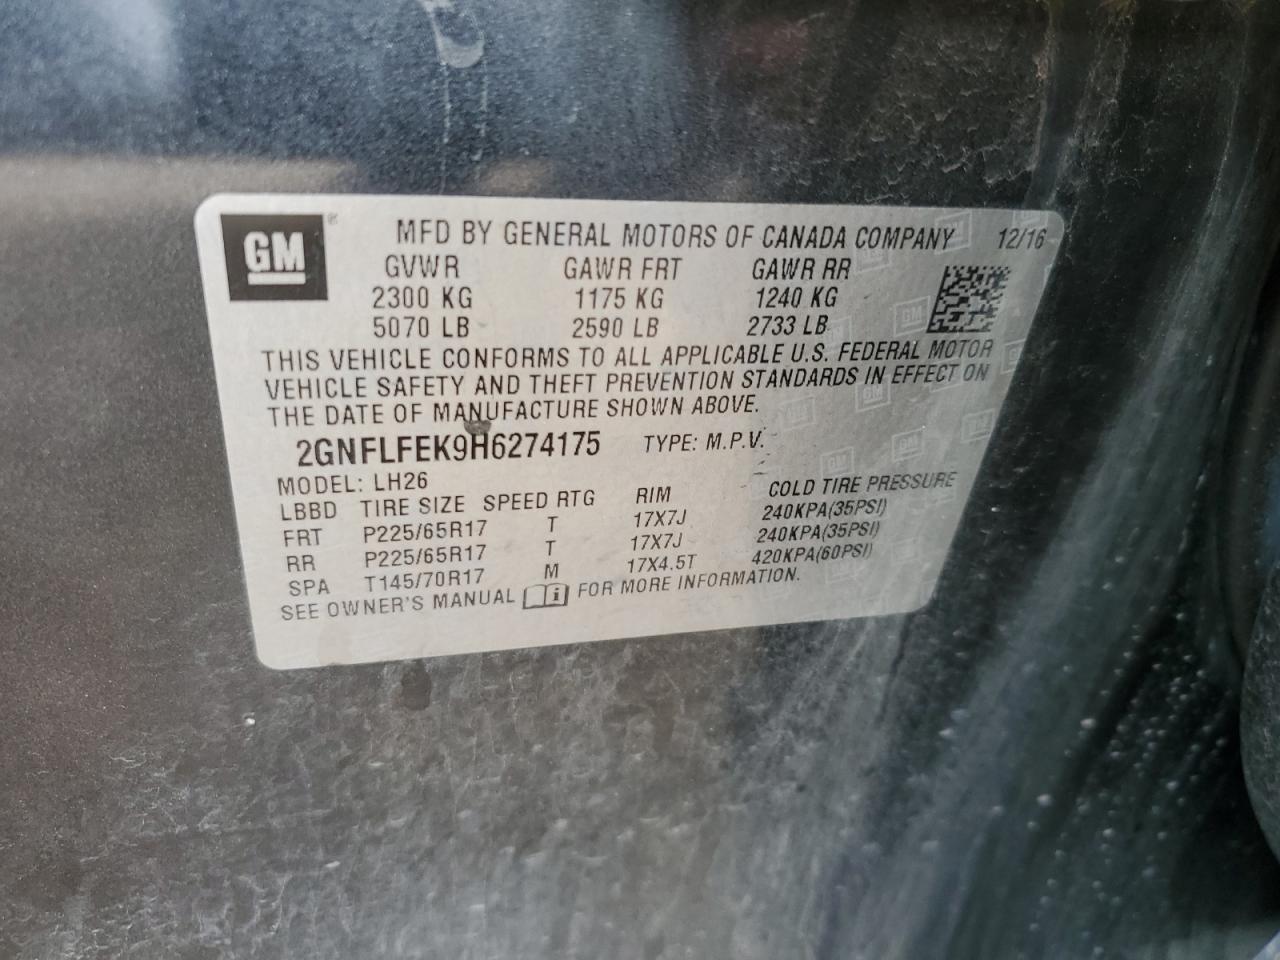 GM ® MFD BY GENERAL MOTORS OF CANADA COMPANY 12/16
GVWR GAWR FRT GAWR RR
2300 KG 1175 KG 1240 KG
5070 LB 2590 LB 2733 LB
THIS VEHICLE CONFORMS TO ALL APPLICABLE U.S. FEDERAL MOTOR
VEHICLE SAFETY AND THEFT PREVENTION STANDARDS IN EFFECT ON
THE DATE OF MANUFACTURE SHOWN ABOVE.
2GNFLFEK9H6274175 TYPE: M.P.V.
MODEL: LH26
LBBD TIRE SIZE SPEED RTG RIM COLD TIRE PRESSURE
FRT P225/65R17 T 17X7J 240KPA(35PSI)
RR P225/65R17 T 17X7J 240KPA(35PSI)
SPA T145/70R17 M 17X4.5T 420KPA(60PSI)
SEE OWNER'S MANUAL i FOR MORE INFORMATION.